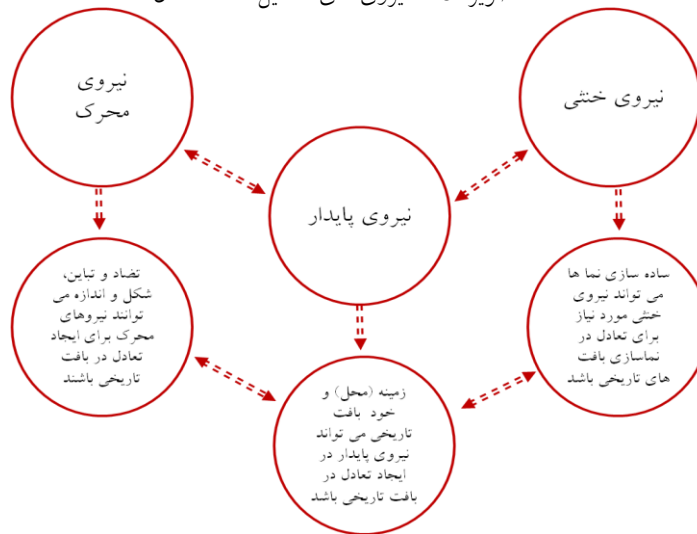 نیروی خنثی
نیروی
محرک
نیروی پایدار
ساده سازی نما ها
می تواند نیروی
خنثی مورد نیاز
برای تعادل در
نماسازی بافت
های تاریخی باشد
تضاد و تباین،
شکل و اندازه می
توانند نیروهای
محرک برای ایجاد
تعادل در بافت
تاریخی باشند
زمینه (محل) و
خود بافت
تاریخی می تواند
نیروی پایدار در
ایجاد تعادل در
بافت تاریخی باشد